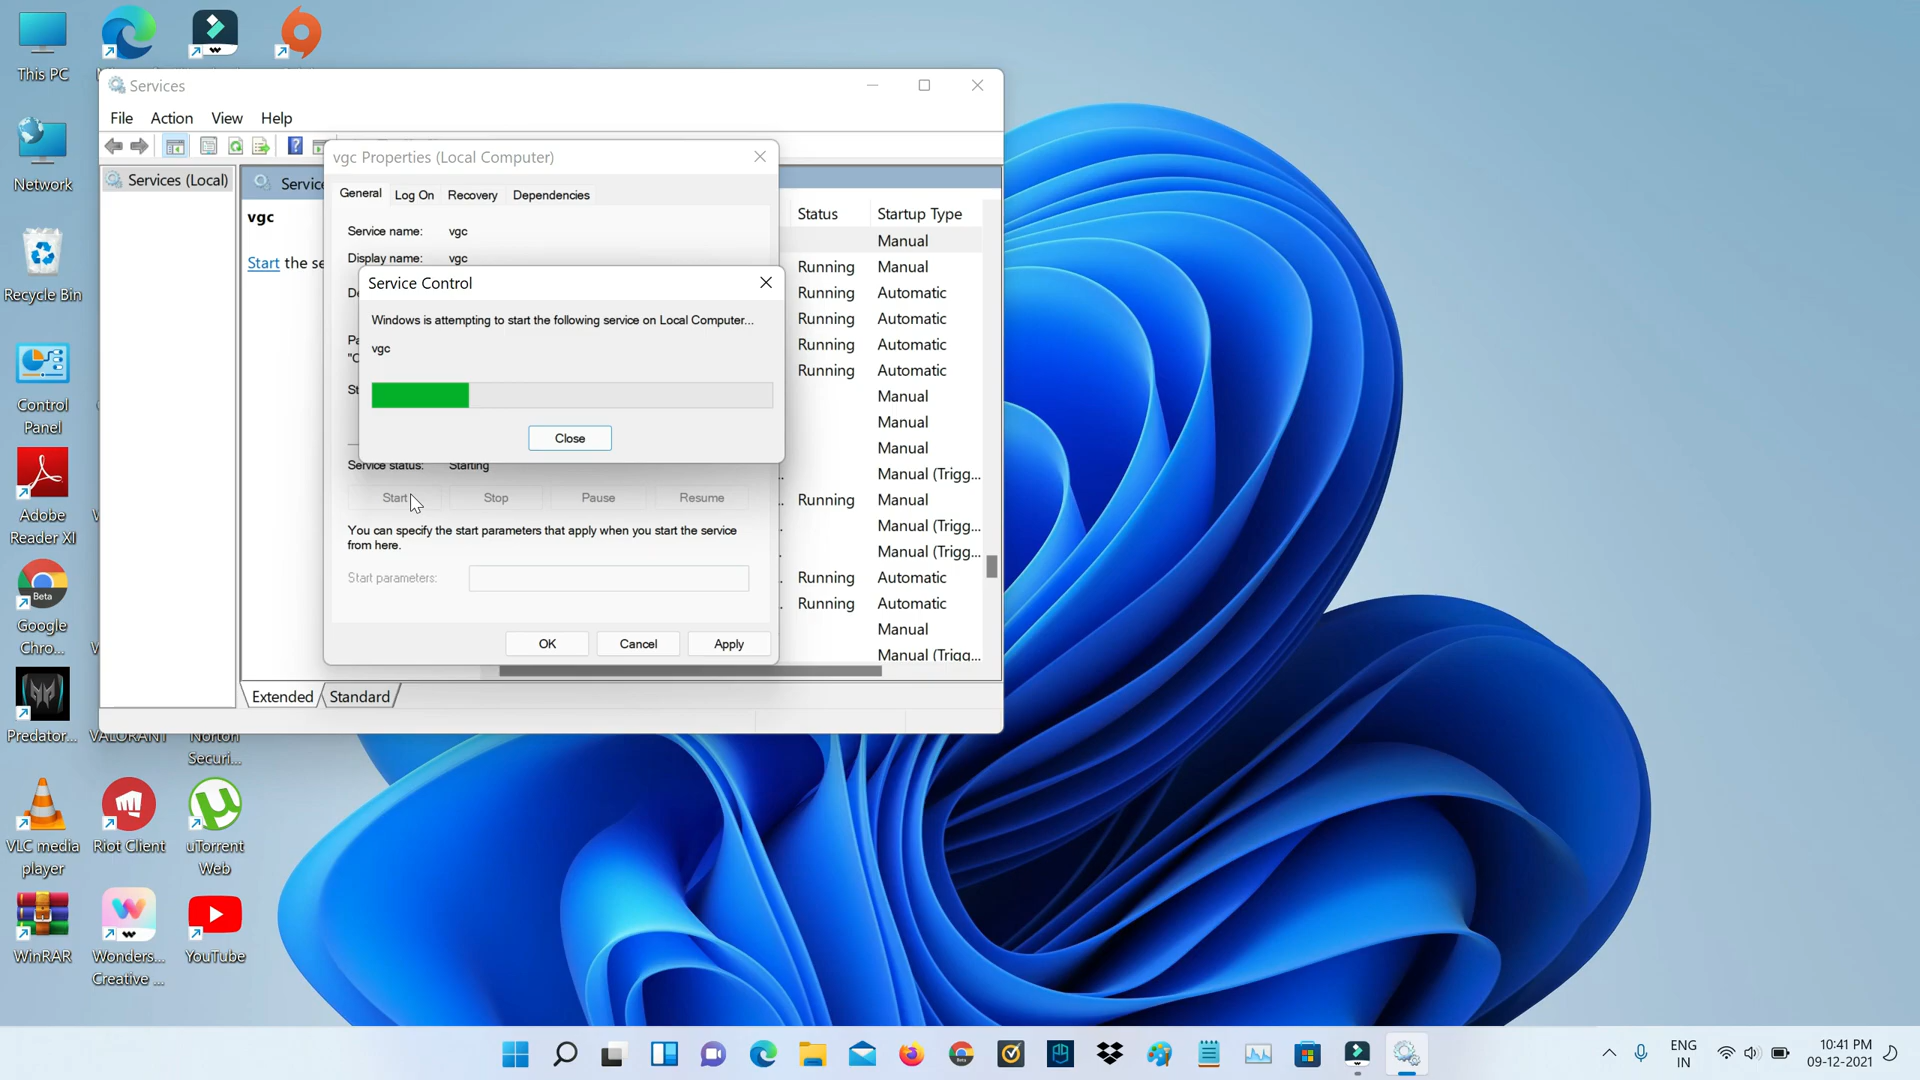 This PC
Network
Recycle Bin
Control
Panel
Adobe
Reader XI
Beta
Google
Chro...
Predator...
VALORANT
Norton
Securi...
VLC media
player
Riot Client
uTorrent
Web
WinRAR
Wonders...
Creative ...
YouTube
Services
File Action View Help
Services (Local)
vgc
Start the se
Status Startup Type
Manual
Running Manual
Running Automatic
Running Automatic
Running Automatic
Running Automatic
Manual
Manual
Manual
Manual (Trigg...
Running Manual
Manual (Trigg...
Manual (Trigg...
Running Automatic
Running Automatic
Manual
Manual (Trigg...
Extended Standard
vgc Properties (Local Computer)
General Log On Recovery Dependencies
Service name: vgc
Display name: vgc
Service Control
Windows is attempting to start the following service on Local Computer...
vgc
Close
Service status: Starting
Start Stop Pause Resume
You can specify the start parameters that apply when you start the service
from here.
Start parameters:
OK Cancel Apply
ENG
IN
10:41 PM
09-12-2021